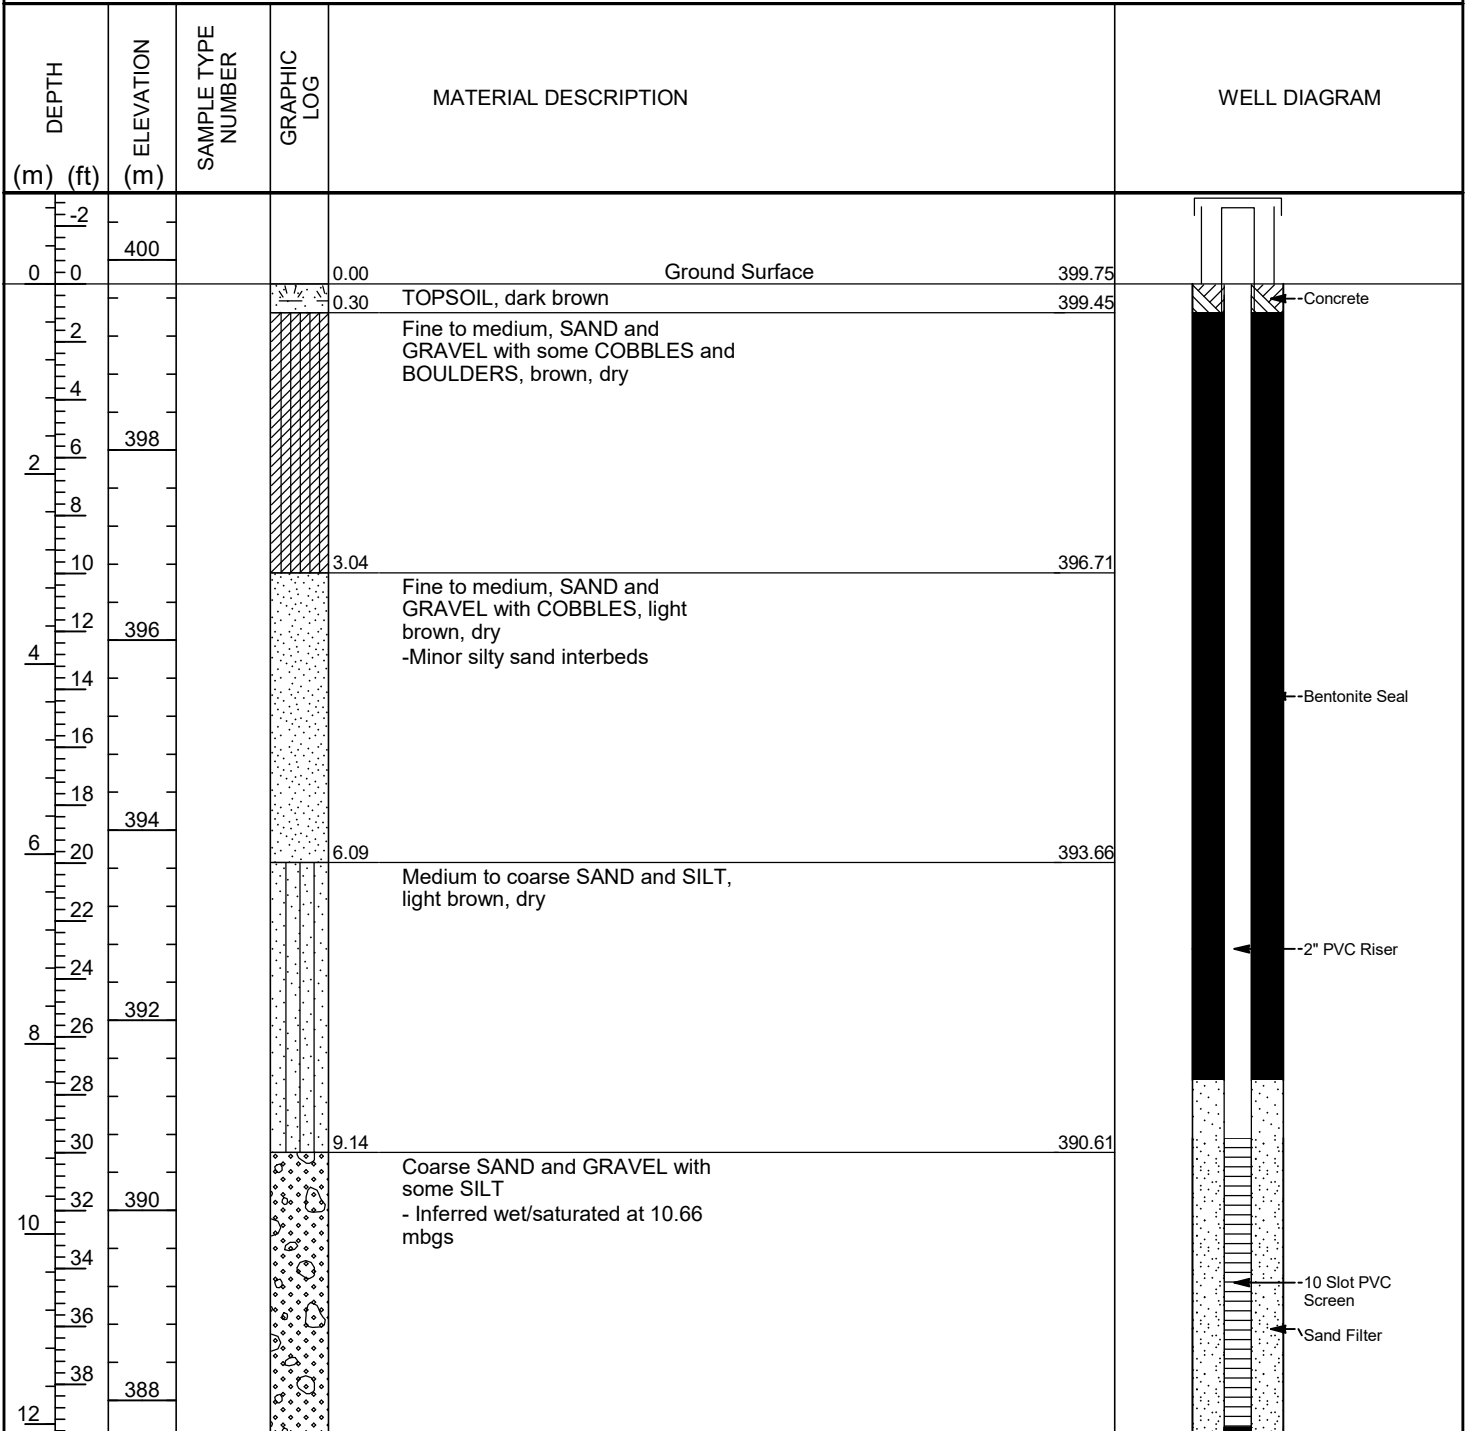 DEPTH
(m) (ft)
ELEVATION
(m)
SAMPLE TYPE
NUMBER
GRAPHIC
LOG
MATERIAL DESCRIPTION
WELL DIAGRAM
-2
400
0 0
0.00 Ground Surface 399.75
0.30 TOPSOIL, dark brown 399.45
Concrete
Fine to medium, SAND and
GRAVEL with some COBBLES and
BOULDERS, brown, dry
2
4
398
6
2
8
10
3.04 396.71
Fine to medium, SAND and
GRAVEL with COBBLES, light
brown, dry
-Minor silty sand interbeds
12
396
4
14
Bentonite Seal
16
18
394
6
20
6.09 393.66
Medium to coarse SAND and SILT,
light brown, dry
22
2" PVC Riser
24
392
26
8
28
30
9.14 390.61
Coarse SAND and GRAVEL with
some SILT
- Inferred wet/saturated at 10.66
mbgs
32
390
10
34
10 Slot PVC
Screen
36
Sand Filter
38
388
12